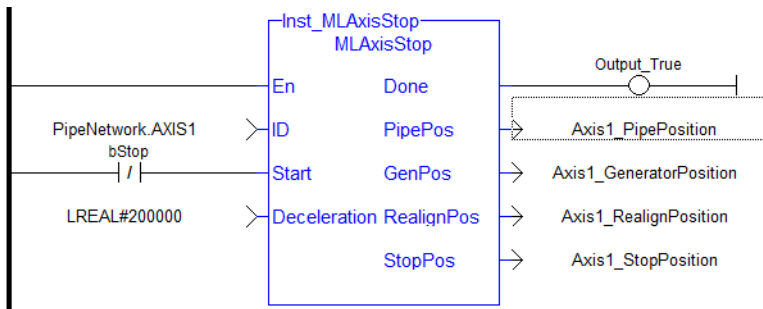 Inst_MLAxisStop
MLAxisStop
Output_True
En Done
PipeNetwork.AXIS1 ID PipePos Axis1_PipePosition
bStop
/ Start GenPos Axis1_GeneratorPosition
LREAL#200000 Deceleration RealignPos Axis1_RealignPosition
StopPos Axis1_StopPosition